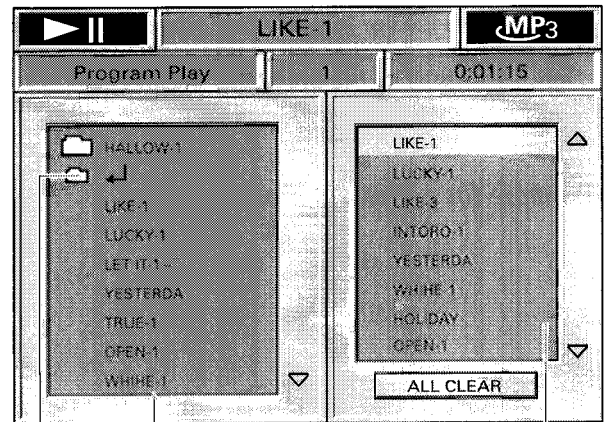 LIKE-1
MP3
Program Play 1 0:01:15
HALLOW-1
LIKE-1
LUCKY-1
LET IT-1
YESTERDA
TRUE-1
OPEN-1
WHIHE-1
LIKE-1
LUCKY-1
LIKE-3
INTORO-1
YESTERDA
WHIHE-1
HOLIDAY
OPEN-1
ALL CLEAR